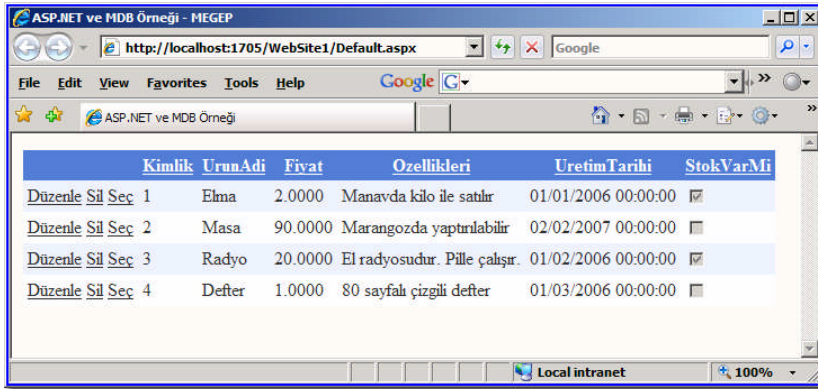 ASP.NET ve MDB Örneği - MEGEP
http://localhost:1705/WebSite1/Default.aspx
Google
File Edit View Favorites Tools Help
Google G
ASP.NET ve MDB Örneği
Kimlik UrunAdi Fiyat Ozellikleri UretimTarihi StokVarMi
Düzenle Sil Seç 1 Elma 2.0000 Manavda kilo ile satılır 01/01/2006 00:00:00
Düzenle Sil Seç 2 Masa 90.0000 Marangozda yaptırılabilir 02/02/2007 00:00:00
Düzenle Sil Seç 3 Radyo 20.0000 El radyosudur. Pille çalışır. 01/02/2006 00:00:00
Düzenle Sil Seç 4 Defter 1.0000 80 sayfalı çizgili defter 01/03/2006 00:00:00
Local intranet 100%